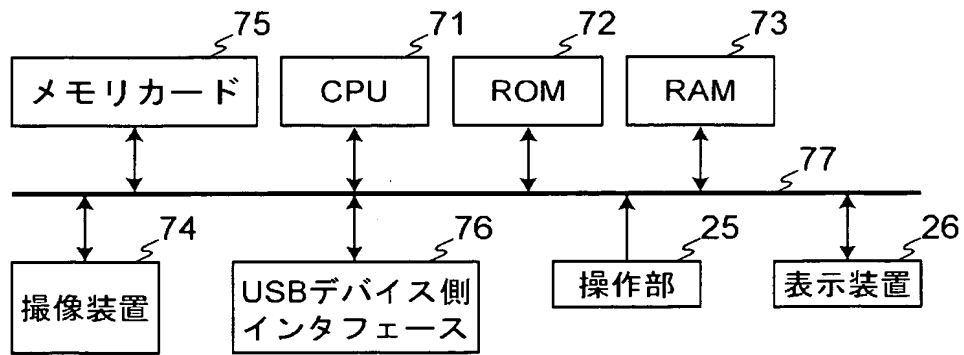 75
71
72
73
メモリカード
CPU
ROM
RAM
77
74
76
25
26
撮像装置
USBデバイス側
インタフェース
操作部
表示装置